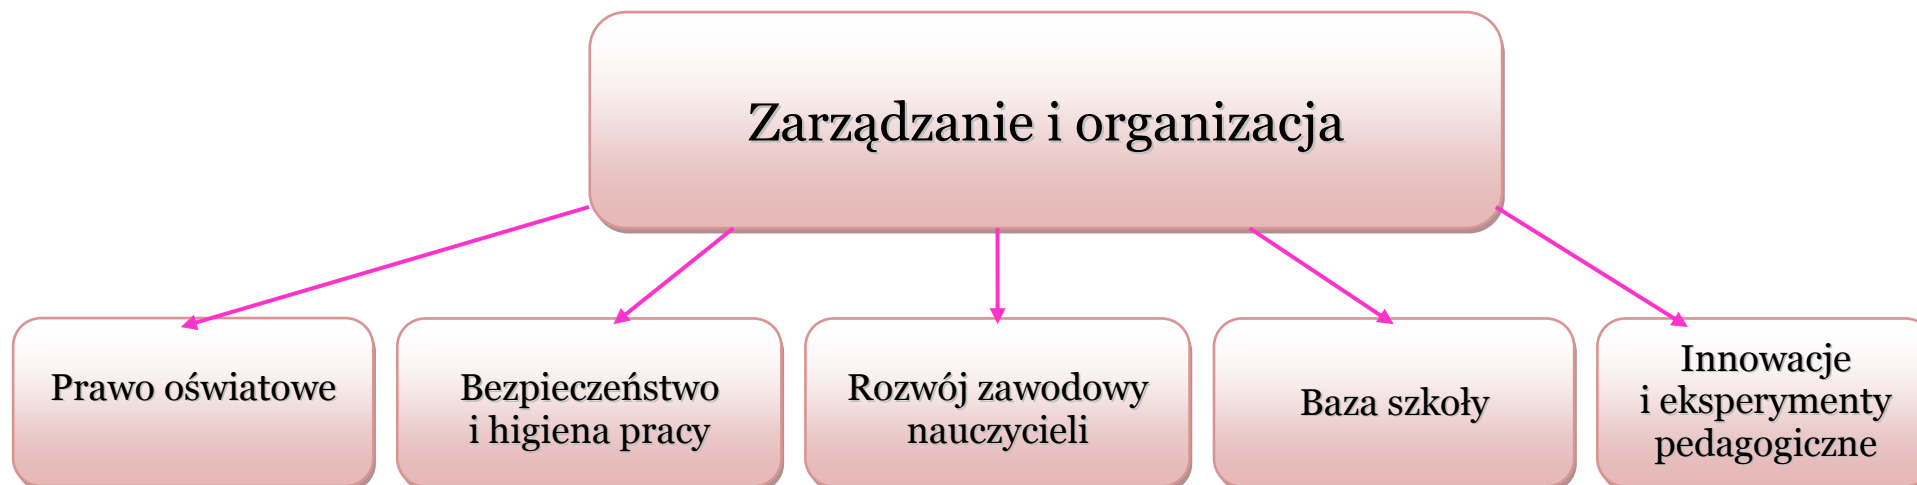 Zarządzanie i organizacja
Prawo oświatowe
Bezpieczeństwo
i higiena pracy
Rozwój zawodowy
nauczycieli
Baza szkoły
Innowacje
i eksperymenty
pedagogiczne